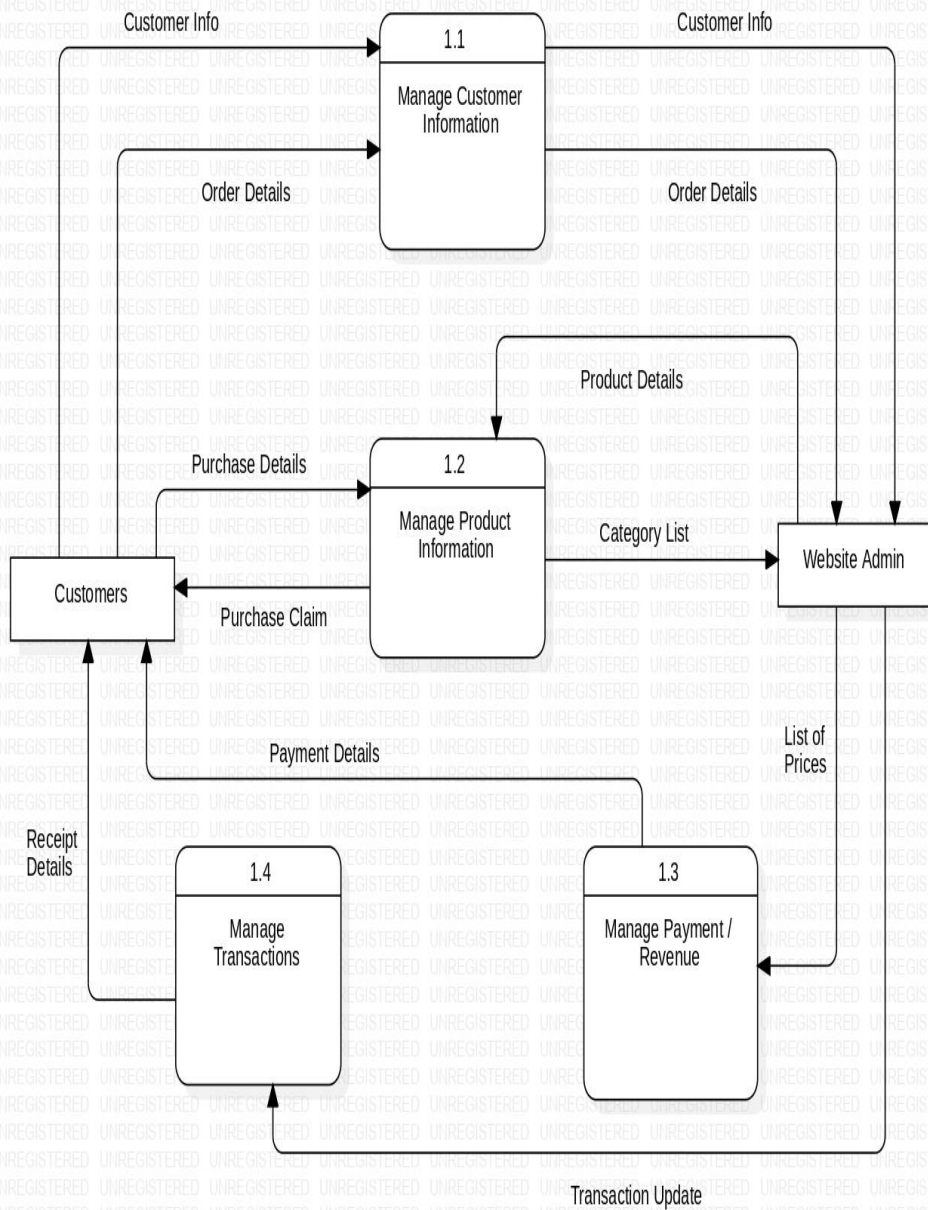 Customer Info
1.1
Customer Info
Manage Customer
Information
Order Details
Order Details
Product Details
1.2
Purchase Details
Manage Product
Information
Category List
Website Admin
Customers
Purchase Claim
List of
Prices
Payment Details
Receipt
Details
1.4
1.3
Manage
Transactions
Manage Payment /
Revenue
Transaction Update
UNREGISTERED